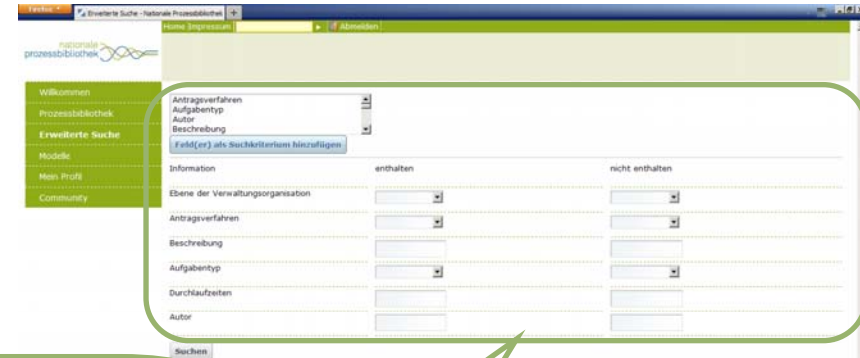 Firefox
Erweiterte Suche - Nationale Prozessbibliothek
Home Impressum Abmelden
nationale
prozessbibliothek
Willkommen
Prozessbibliothek
Erweiterte Suche
Modelle
Mein Profil
Community
Antragsverfahren
Aufgabentyp
Autor
Beschreibung
Feld(er) als Suchkriterium hinzufügen
Information enthalten nicht enthalten
Ebene der Verwaltungsorganisation
Antragsverfahren
Beschreibung
Aufgabentyp
Durchlaufzeiten
Autor
Suchen